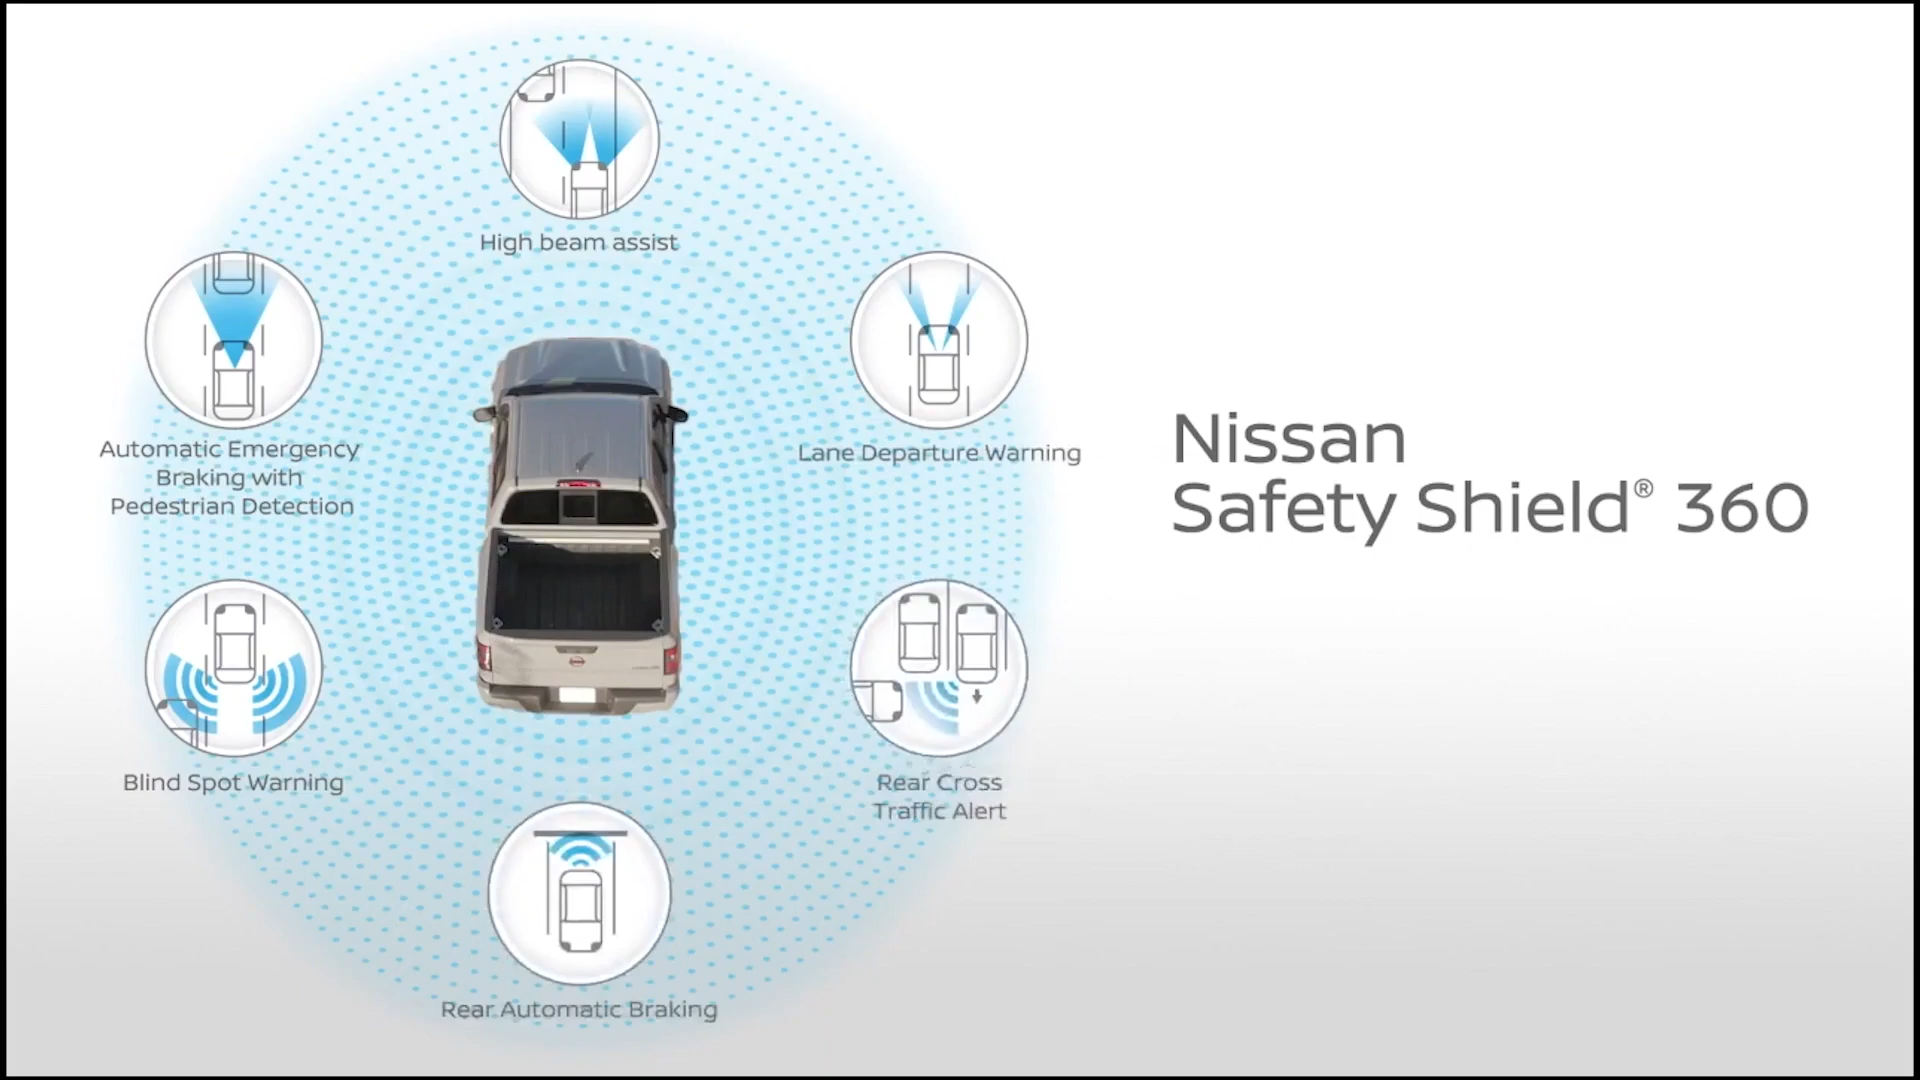 High beam assist
Automatic Emergency
Braking with
Pedestrian Detection
Lane Departure Warning
Nissan
Safety Shield® 360
Blind Spot Warning
Rear Cross
Traffic Alert
Rear Automatic Braking